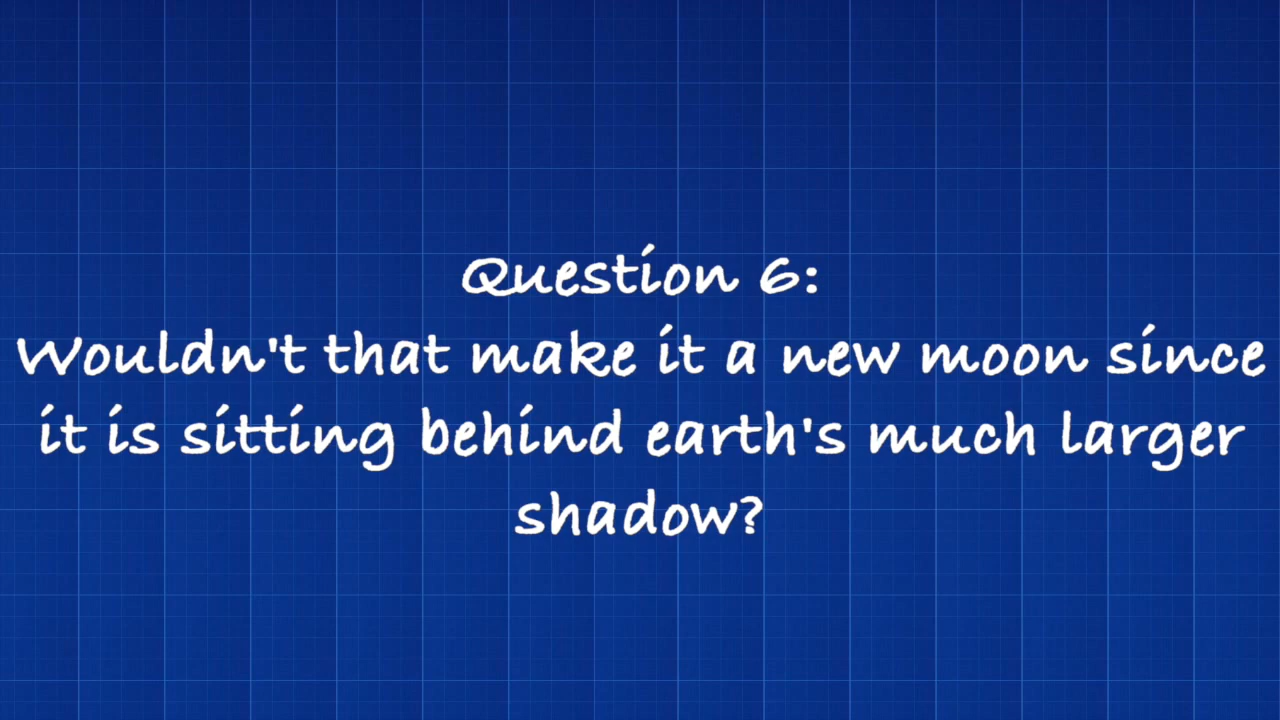 Question 6:
Wouldn't that make it a new moon since
it is sitting behind earth's much larger
shadow?